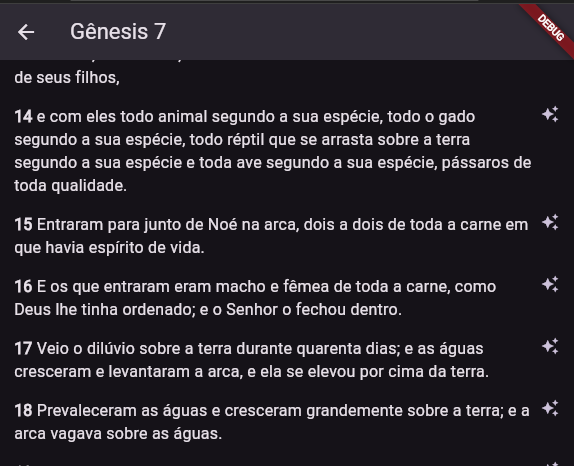 Gênesis 7
DEBUG
de seus filhos,
14 e com eles todo animal segundo a sua espécie, todo o gado
segundo a sua espécie, todo réptil que se arrasta sobre a terra
segundo a sua espécie e toda ave segundo a sua espécie, pássaros de
toda qualidade.
15 Entraram para junto de Noé na arca, dois a dois de toda a carne em
que havia espírito de vida.
16 E os que entraram eram macho e fêmea de toda a carne, como
Deus lhe tinha ordenado; e o Senhor o fechou dentro.
17 Veio o dilúvio sobre a terra durante quarenta dias; e as águas
cresceram e levantaram a arca, e ela se elevou por cima da terra.
18 Prevaleceram as águas e cresceram grandemente sobre a terra; e a
arca vagava sobre as águas.